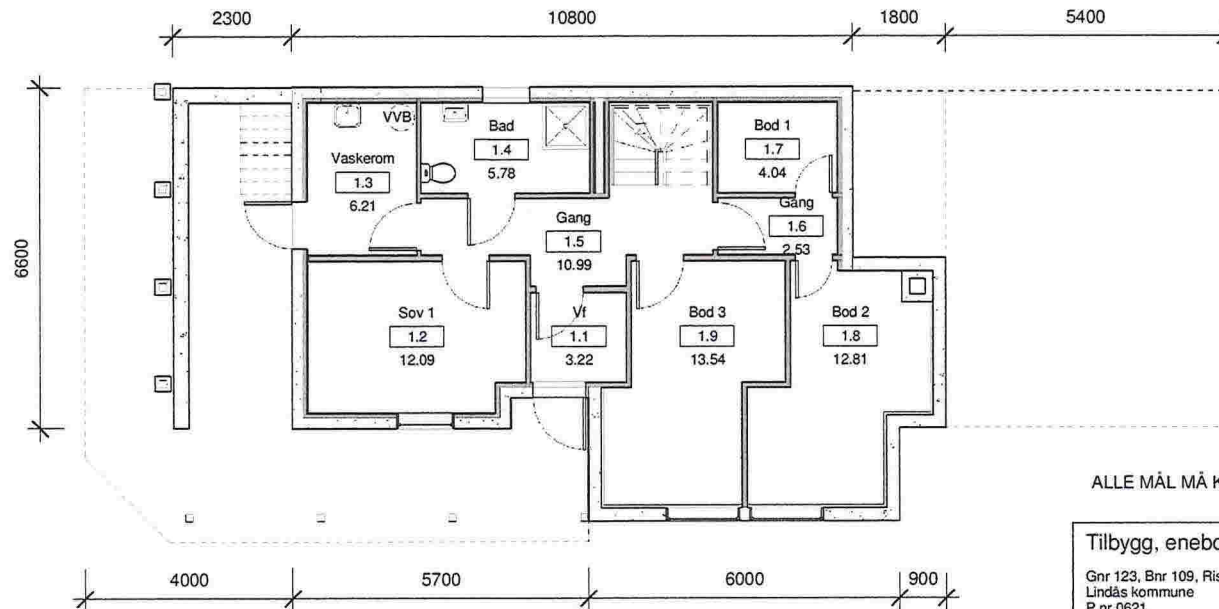 2300
10800
1800
5400
6600
VVB
Vaskerom
1.3
6.21
Bad
1.4
5.78
Bod 1
1.7
4.04
Gang
1.5
10.99
Gang
1.6
2.53
Sov 1
1.2
12.09
Vf
1.1
3.22
Bod 3
1.9
13.54
Bod 2
1.8
12.81
ALLE MÅL MÅ K
Tilbygg, enebo
Gnr 123, Bnr 109, Ris
Lindås kommune
P.nr 0621
4000
5700
6000
900